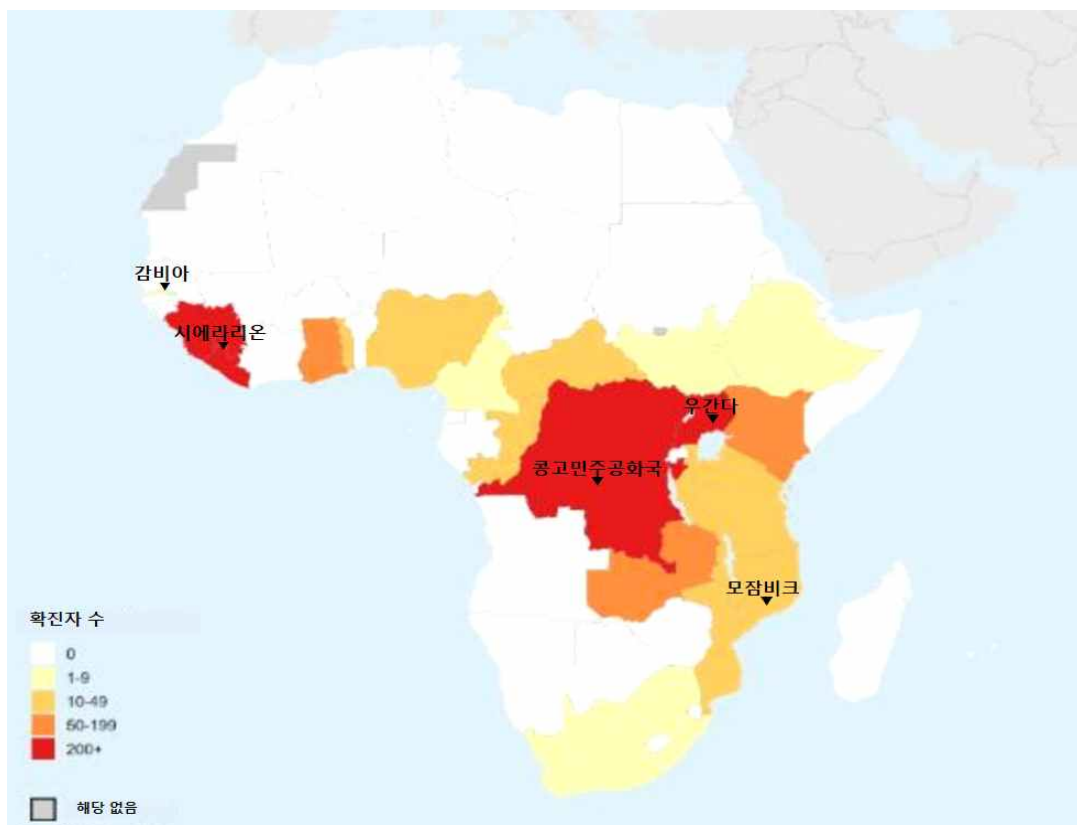 감비아
시에라리온
우간다
콩고민주공화국
모잠비크
확진자 수
0
1-9
10-49
50-199
200+
해당 없음